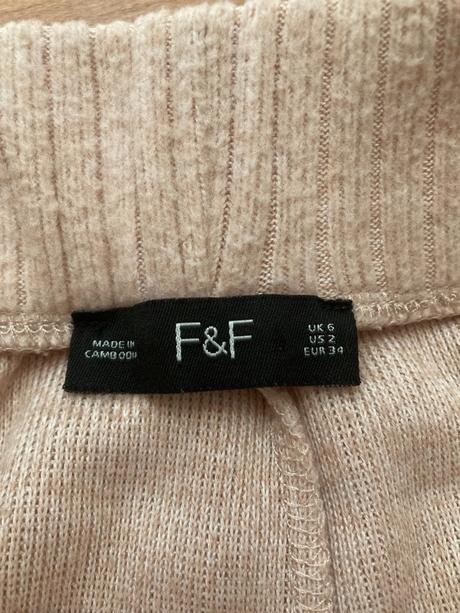 MADE IN
CAMBODIA
F&F
UK 6
US 2
EUR 34